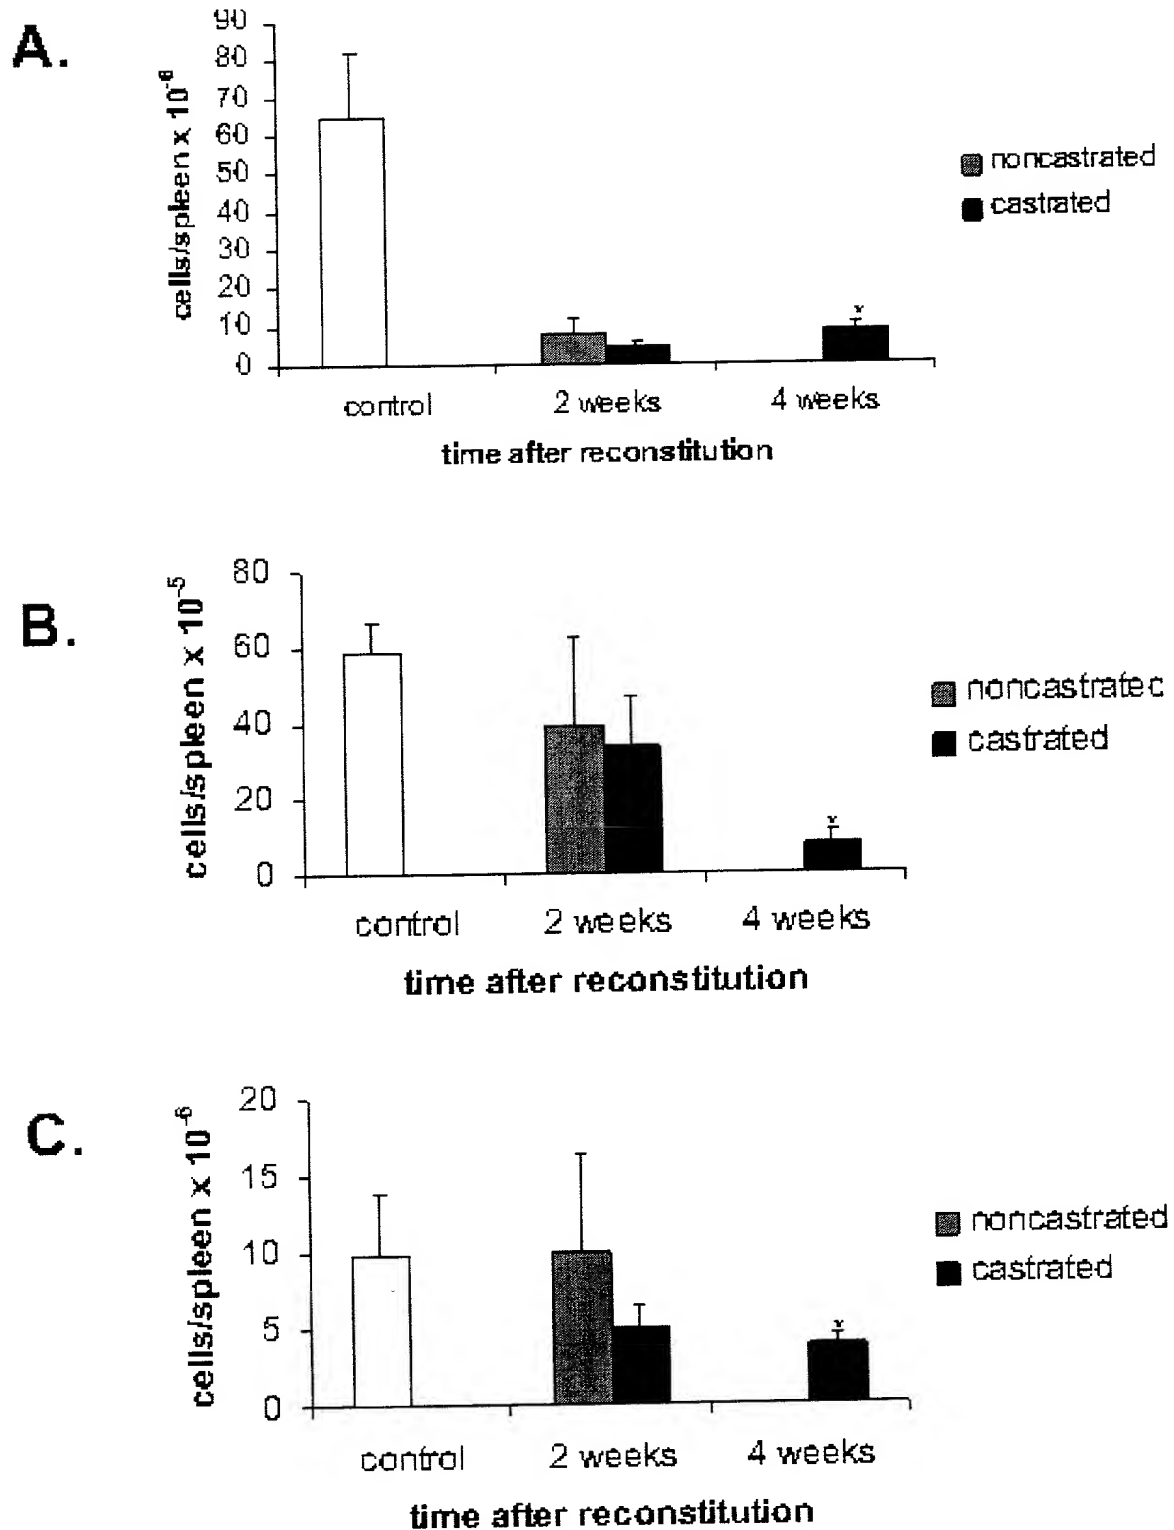 A.
90
80
70
60
50
40
30
20
10
0
cells/spleen x 10⁻⁶
noncastrated
castrated
*
control 2 weeks 4 weeks
time after reconstitution
B.
80
60
40
20
0
cells/spleen x 10⁻⁵
noncastratec
castrated
*
control 2 weeks 4 weeks
time after reconstitution
C.
20
15
10
5
0
cells/spleen x 10⁻⁶
noncastrated
castrated
*
control 2 weeks 4 weeks
time after reconstitution